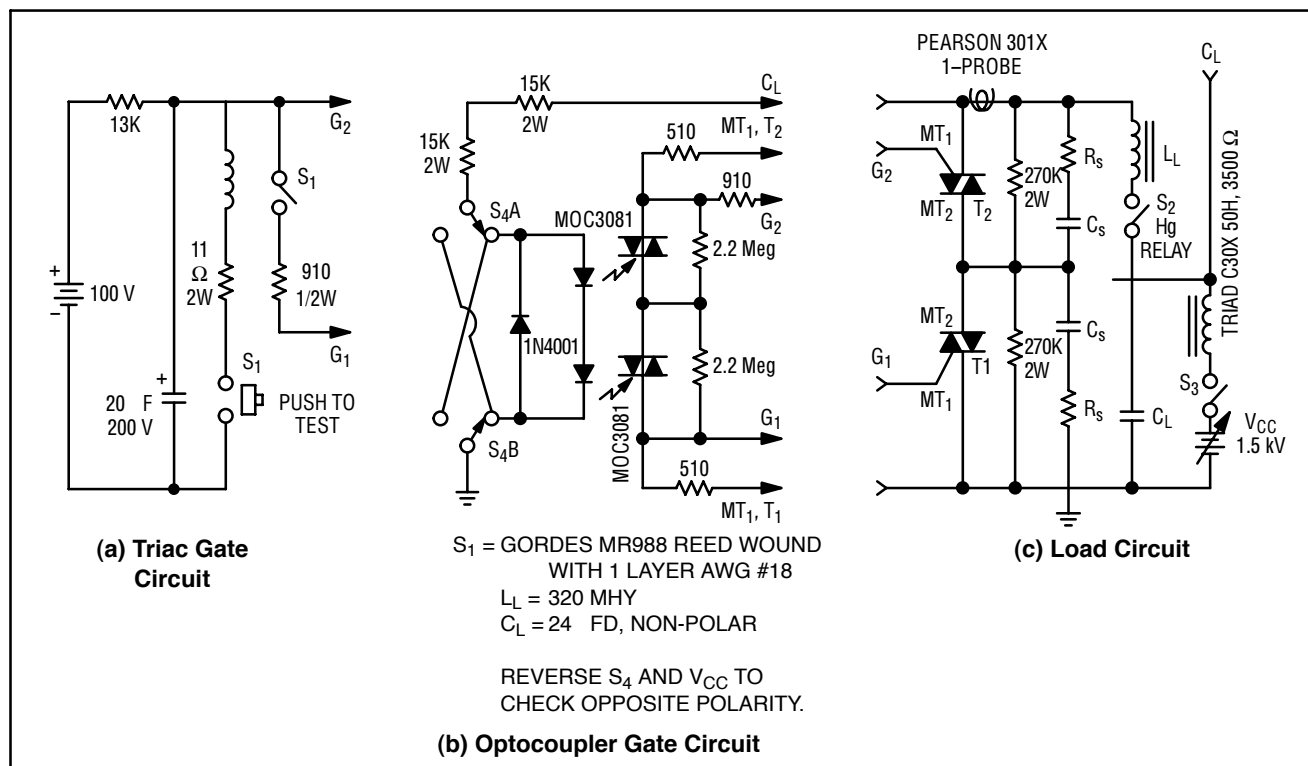 13K
G2
S1
11
Ω
2W
910
1/2W
+
−
100 V
G1
S1
PUSH TO
TEST
+
20 F
200 V
(a) Triac Gate
Circuit
15K
2W
CL
MT1, T2
15K
2W
510
910
G2
S4A
MOC3081
2.2 Meg
1N4001
2.2 Meg
MOC3081
G1
S4B
510
MT1, T1
S1 = GORDES MR988 REED WOUND
WITH 1 LAYER AWG #18
LL = 320 MHY
CL = 24 FD, NON-POLAR
REVERSE S4 AND VCC TO
CHECK OPPOSITE POLARITY.
(b) Optocoupler Gate Circuit
PEARSON 301X
1–PROBE
CL
MT1
G2
MT2
T2
270K
2W
RS
CS
LL
S2
Hg
RELAY
TRIAD C30X 50H, 3500 Ω
MT2
G1
T1
MT1
270K
2W
CS
RS
CL
S3
VCC
1.5 kV
(c) Load Circuit